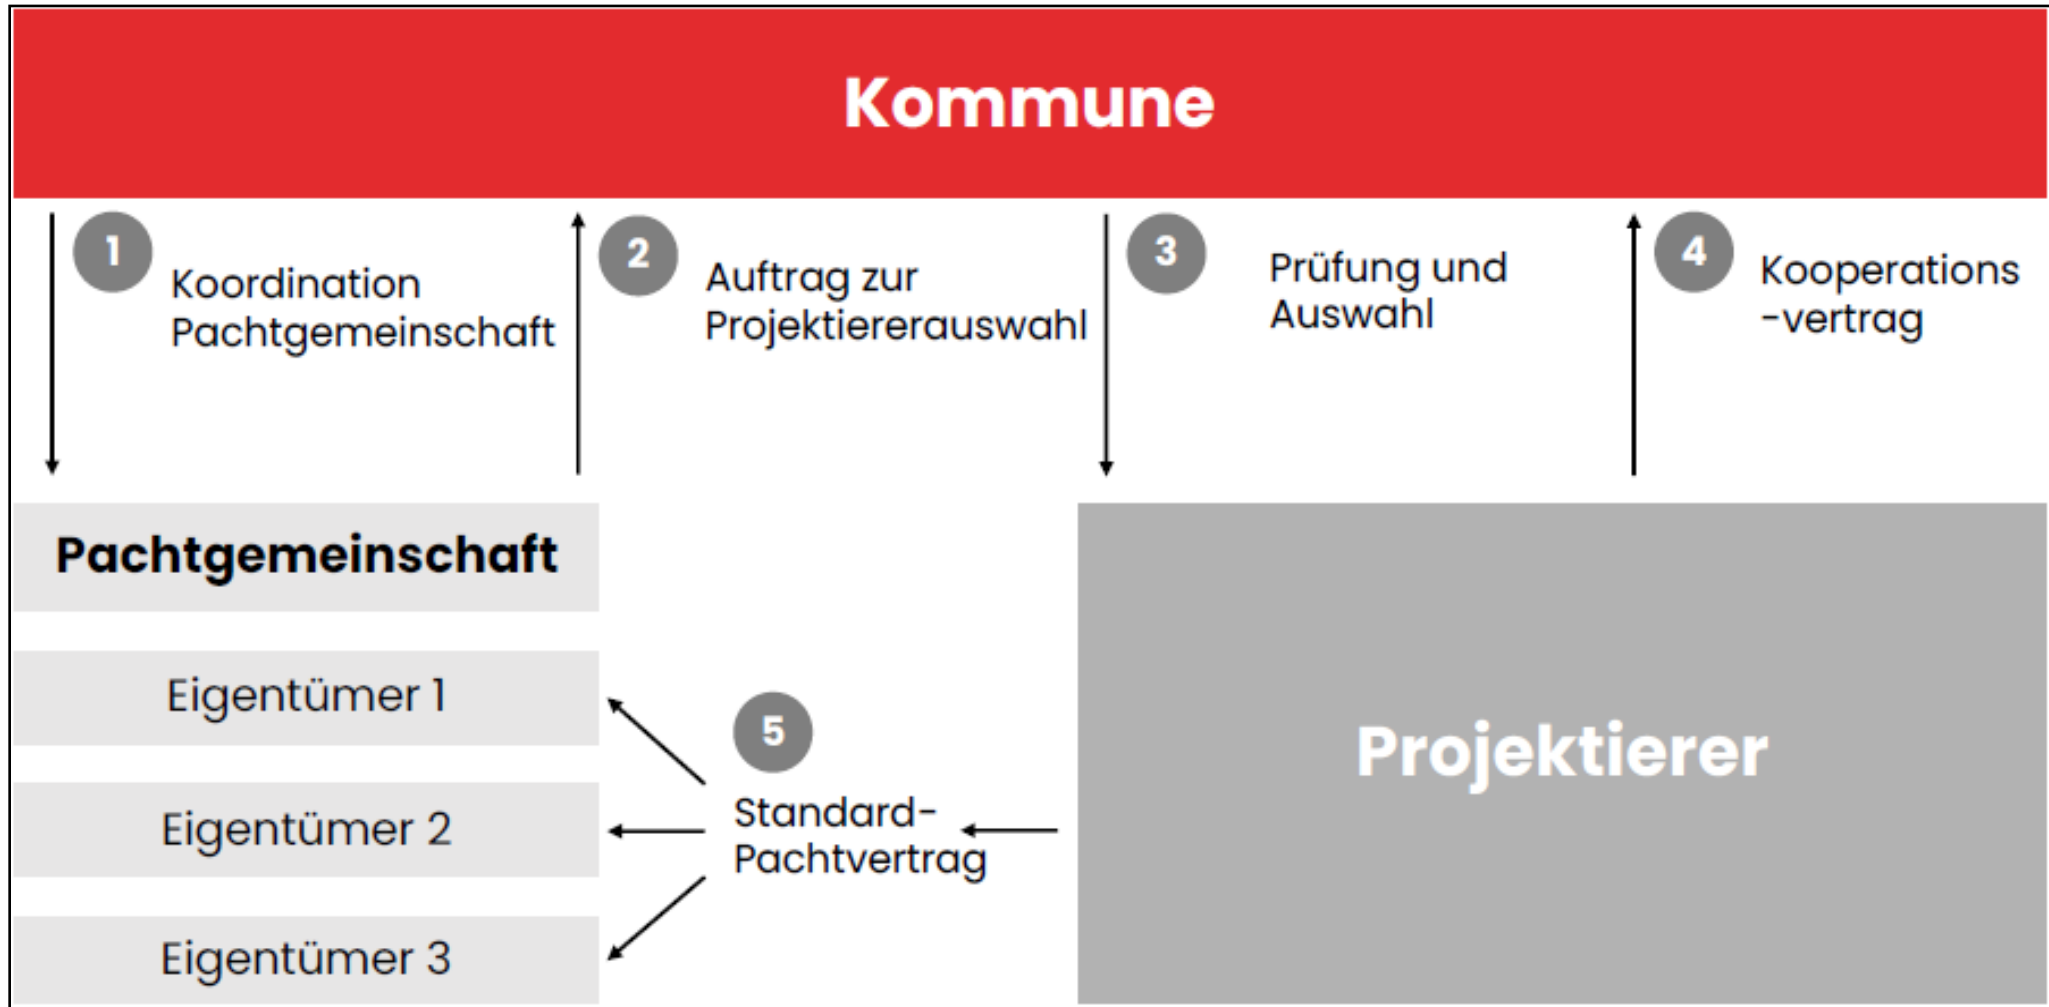 Kommune
1
Koordination
Pachtgemeinschaft
2
Auftrag zur
Projektiererauswahl
3
Prüfung und
Auswahl
4
Kooperations
-vertrag
Pachtgemeinschaft
Eigentümer 1
Eigentümer 2
Eigentümer 3
5
Standard-
Pachtvertrag
Projektierer